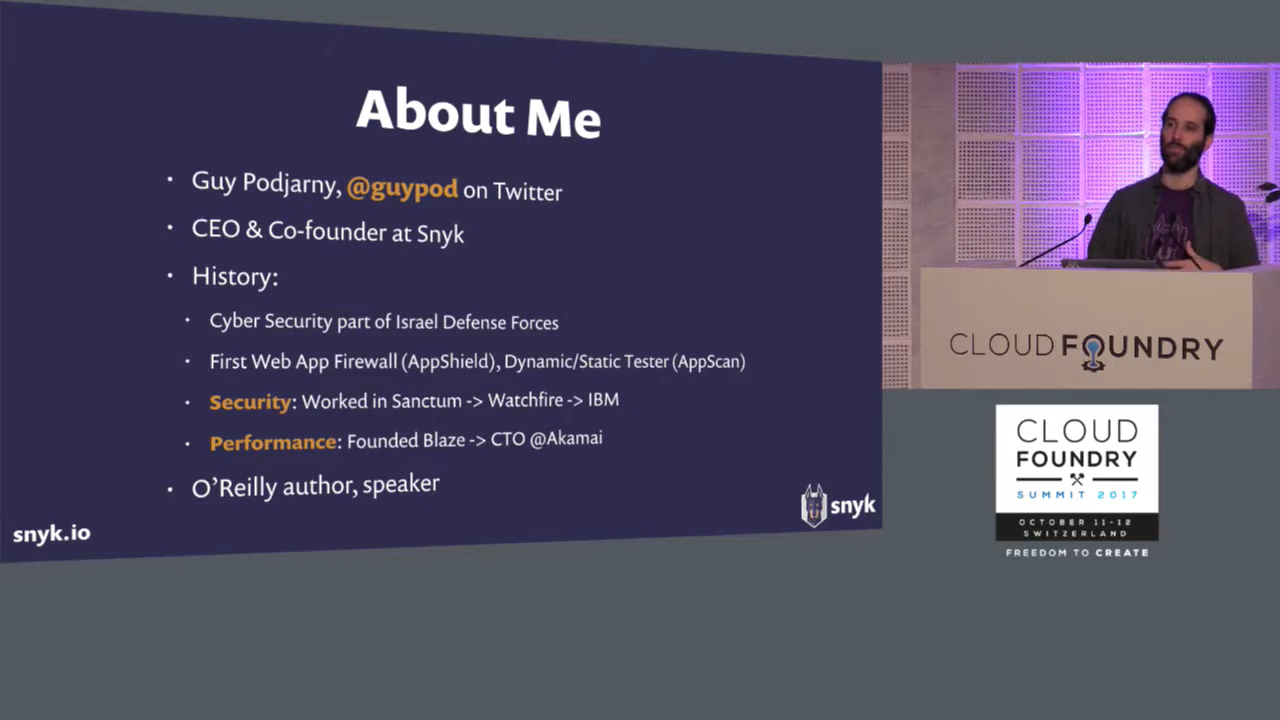 About Me
• Guy Podjarny, @guypod on Twitter
• CEO & Co-founder at Snyk
• History:
• Cyber Security part of Israel Defense Forces
• First Web App Firewall (AppShield), Dynamic/Static Tester (AppScan)
• Security: Worked in Sanctum -> Watchfire -> IBM
• Performance: Founded Blaze -> CTO @Akamai
• O’Reilly author, speaker
snyk.io
snyk
CLOUD FOUNDRY
CLOUD
FOUNDRY
SUMMIT 2017
OCTOBER 11-12
SWITZERLAND
FREEDOM TO CREATE